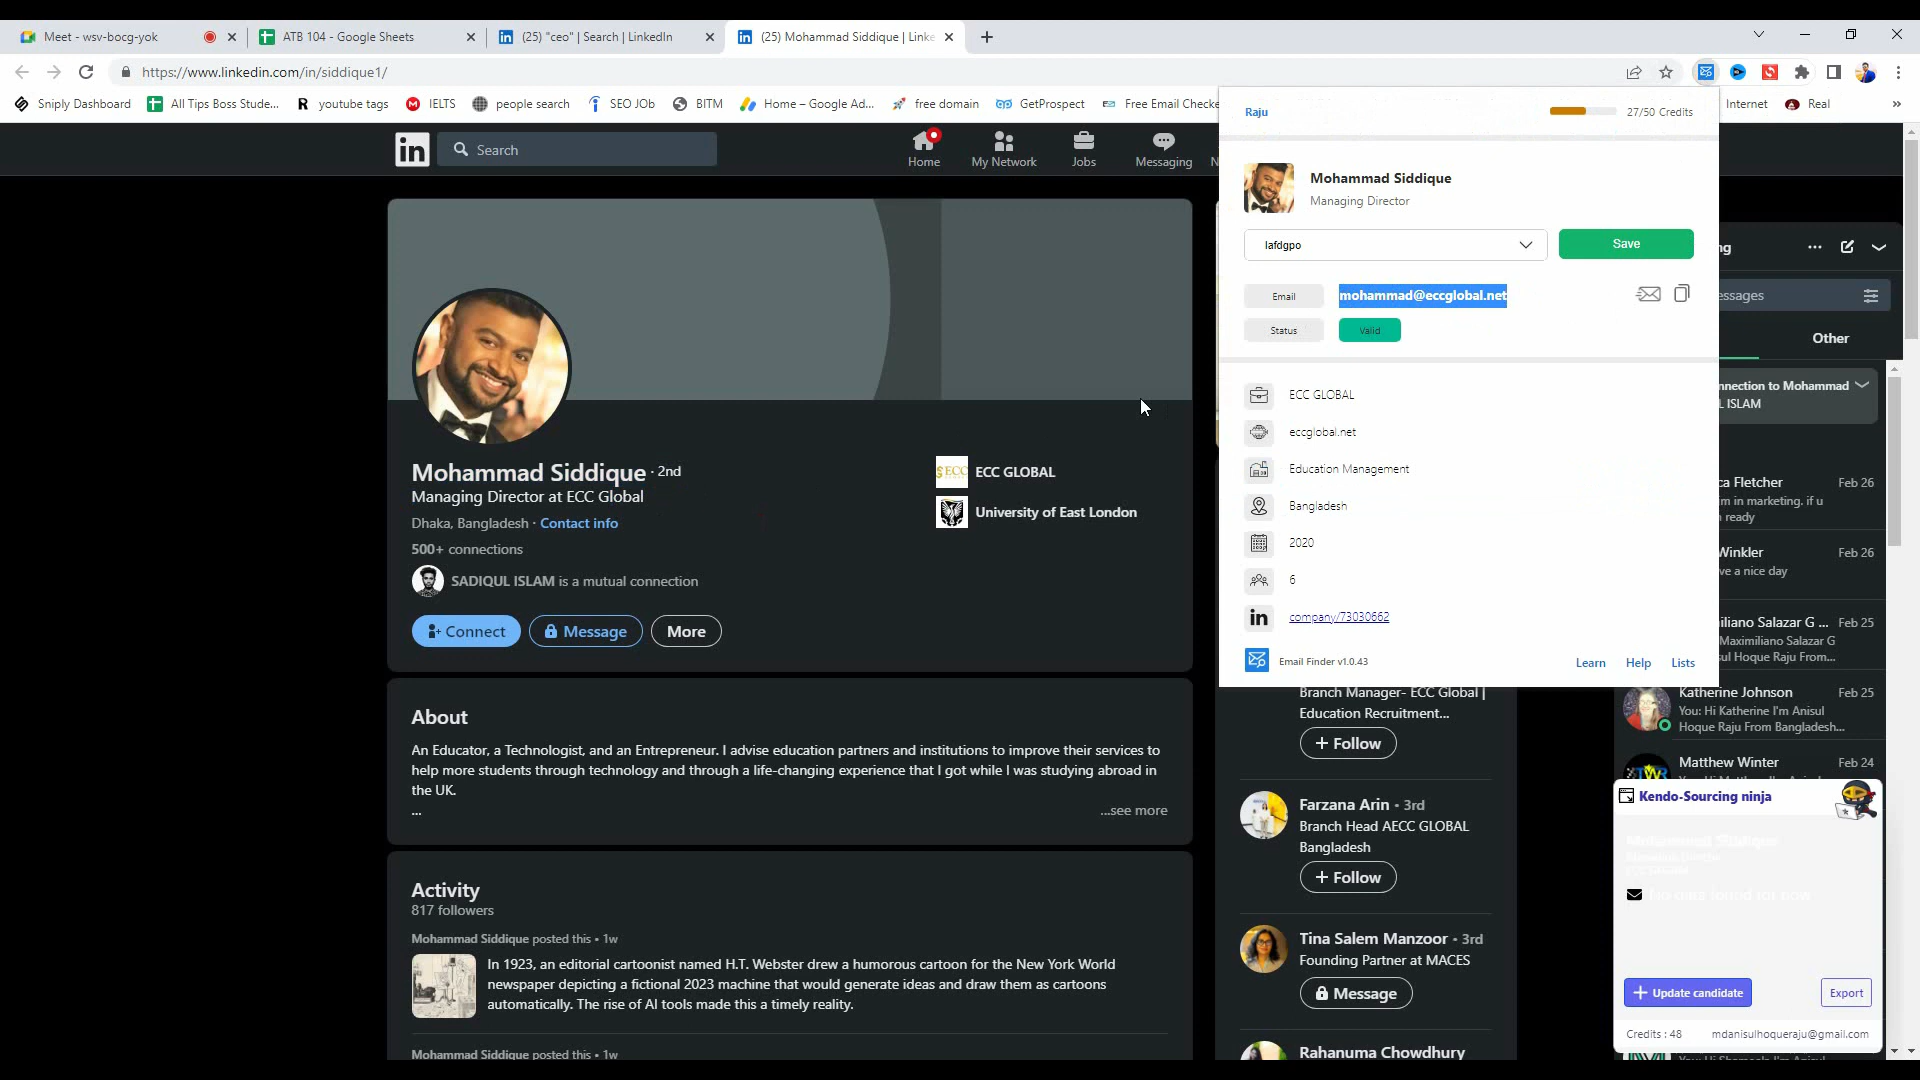 Meet - wsv-bocg-yok
ATB 104 - Google Sheets
(25) "ceo" | Search | LinkedIn
(25) Mohammad Siddique | Linke
https://www.linkedin.com/in/siddique1/
Sniply Dashboard
All Tips Boss Stude...
youtube tags
IELTS
people search
SEO JOb
BITM
Home – Google Ad...
free domain
GetProspect
Free Email Checke
Internet
Real
Search
Home
My Network
Jobs
Messaging
N
Mohammad Siddique · 2nd
Managing Director at ECC Global
Dhaka, Bangladesh · Contact info
500+ connections
SADIQUL ISLAM is a mutual connection
Connect
Message
More
ECC
ECC GLOBAL
University of East London
About
An Educator, a Technologist, and an Entrepreneur. I advise education partners and institutions to improve their services to
help more students through technology and through a life-changing experience that I got while I was studying abroad in
the UK.
...
...see more
Activity
817 followers
Mohammad Siddique posted this • 1w
In 1923, an editorial cartoonist named H.T. Webster drew a humorous cartoon for the New York World
newspaper depicting a fictional 2023 machine that would generate ideas and draw them as cartoons
automatically. The rise of AI tools made this a timely reality.
Mohammad Siddique posted this • 1w
Raju
27/50 Credits
Mohammad Siddique
Managing Director
lafdgpo
Save
Email
mohammad@eccglobal.net
Status
Valid
ECC GLOBAL
eccglobal.net
Education Management
Bangladesh
2020
6
company/73030662
Email Finder v1.0.43
Learn
Help
Lists
Branch Manager- ECC Global |
Education Recruitment...
+ Follow
Farzana Arin • 3rd
Branch Head AECC GLOBAL
Bangladesh
+ Follow
Tina Salem Manzoor • 3rd
Founding Partner at MACES
Message
Rahanuma Chowdhury
ng
essages
Other
nnection to Mohammad
L ISLAM
ca Fletcher
Feb 26
im in marketing. if u
ready
Winkler
Feb 26
ve a nice day
iliano Salazar G ...
Feb 25
Maximiliano Salazar G
sul Hoque Raju From...
Katherine Johnson
Feb 25
You: Hi Katherine I'm Anisul
Hoque Raju From Bangladesh...
Matthew Winter
Feb 24
Kendo-Sourcing ninja
Mohammad Siddique
No data found for now
+ Update candidate
Export
Credits : 48
mdanisulhoqueraju@gmail.com